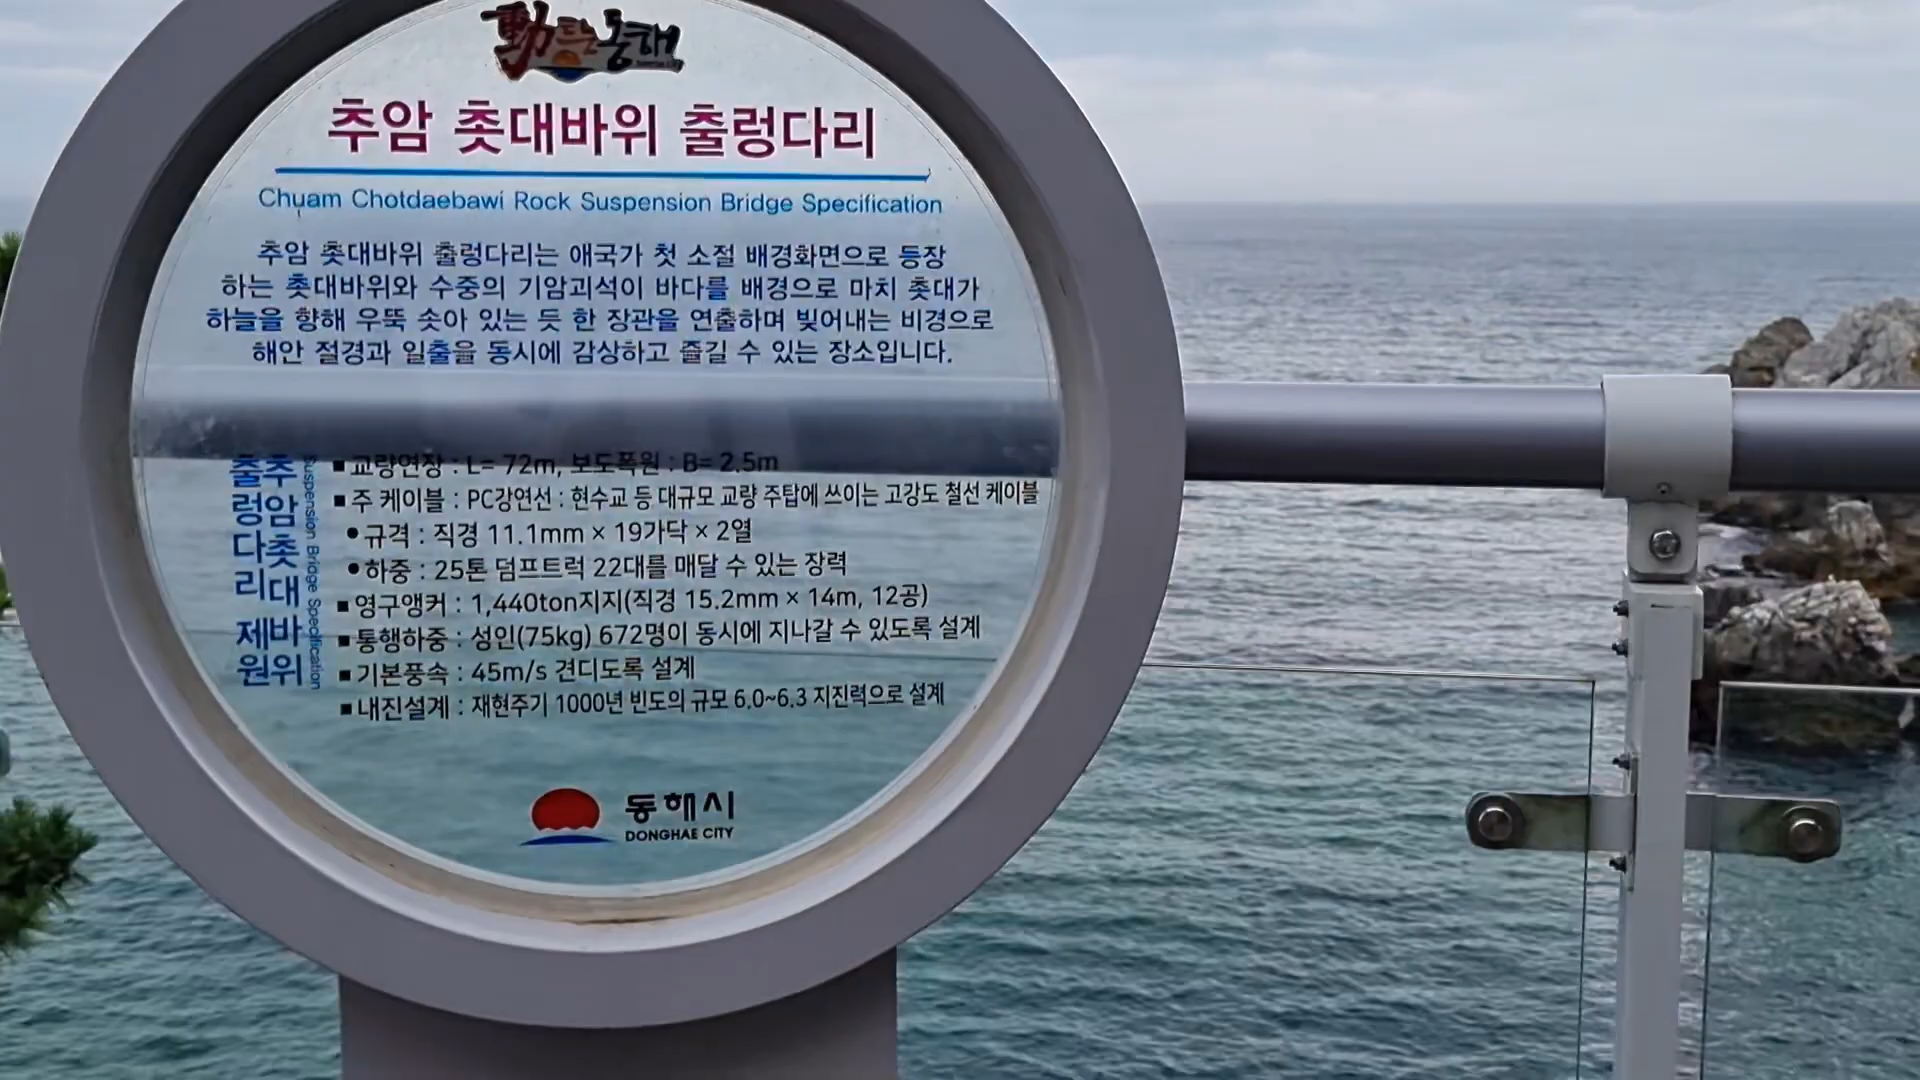 動트는동해
추암 촛대바위 출렁다리
Chuam Chotdaebawi Rock Suspension Bridge Specification
추암 촛대바위 출렁다리는 애국가 첫 소절 배경화면으로 등장
하는 촛대바위와 수중의 기암괴석이 바다를 배경으로 마치 촛대가
하늘을 향해 우뚝 솟아 있는 듯 한 장관을 연출하며 빚어내는 비경으로
해안 절경과 일출을 동시에 감상하고 즐길 수 있는 장소입니다.
추암촛대바위
출렁다리 제원
Suspension Bridge Specification
■ 교량연장 : L= 72m, 보도폭원 : B= 2.5m
■ 주 케이블 : PC강연선 : 현수교 등 대규모 교량 주탑에 쓰이는 고강도 철선 케이블
● 규격 : 직경 11.1mm × 19가닥 × 2열
● 하중 : 25톤 덤프트럭 22대를 매달 수 있는 장력
■ 영구앵커 : 1,440ton지지(직경 15.2mm × 14m, 12공)
■ 통행하중 : 성인(75kg) 672명이 동시에 지나갈 수 있도록 설계
■ 기본풍속 : 45m/s 견디도록 설계
■ 내진설계 : 재현주기 1000년 빈도의 규모 6.0~6.3 지진력으로 설계
동해시
DONGHAE CITY